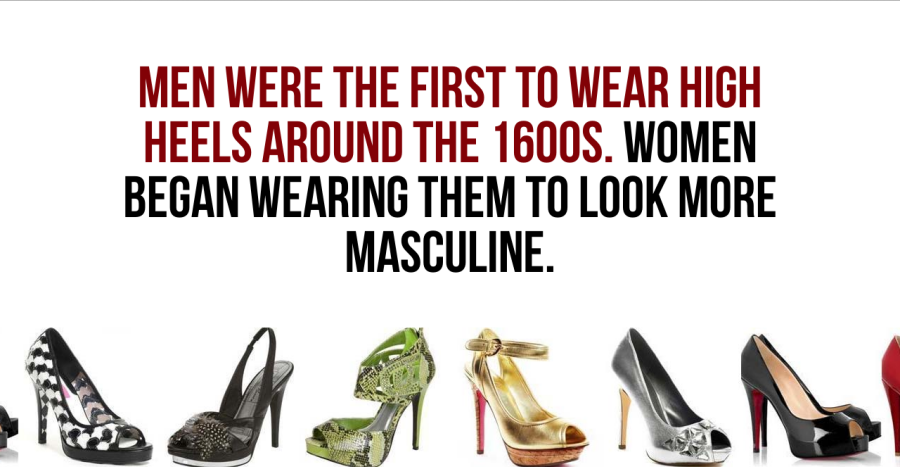 MEN WERE THE FIRST TO WEAR HIGH
HEELS AROUND THE 1600S. WOMEN
BEGAN WEARING THEM TO LOOK MORE
MASCULINE.